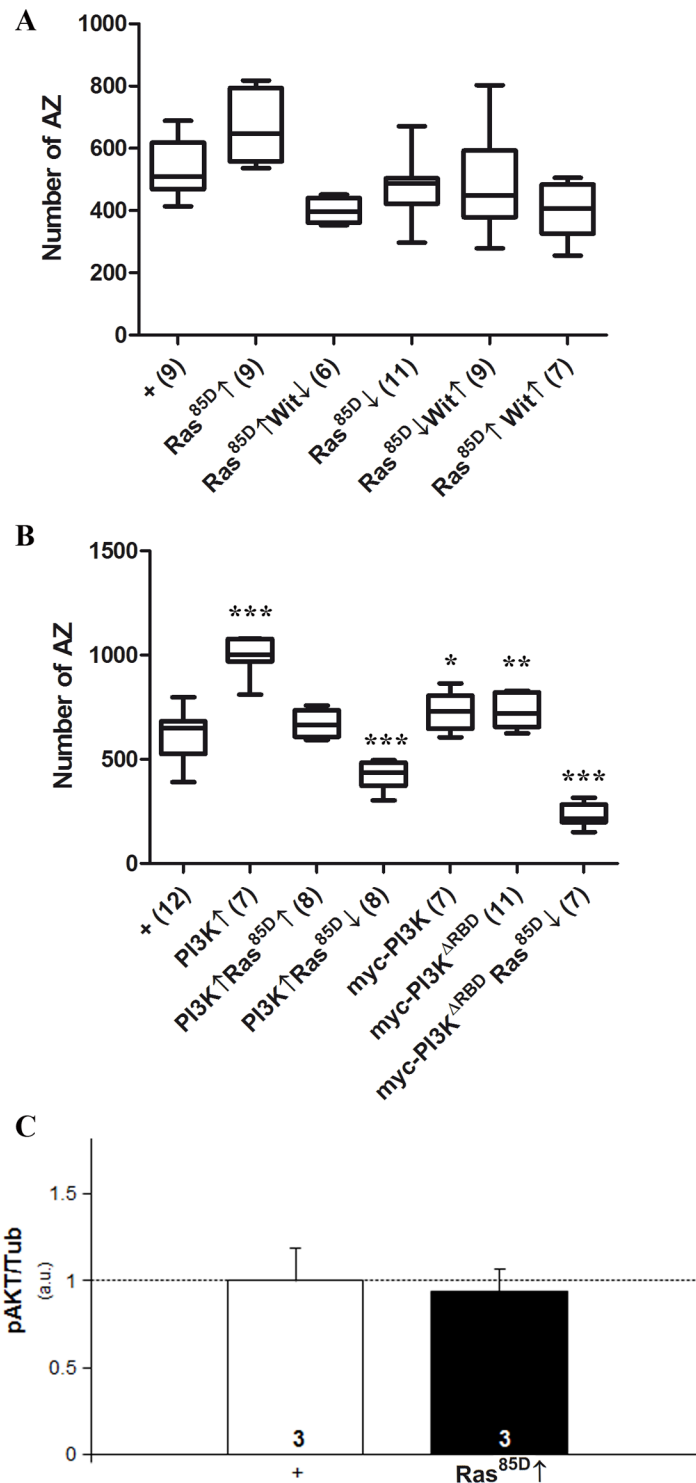 A
1000
800
600
400
200
0
Number of AZ
+ (9)
Ras85D↑ (9)
Ras85D↑Wit↓ (6)
Ras85D↓ (11)
Ras85D↓Wit↑ (9)
Ras85D↑ Wit↑ (7)
B
1500
1000
500
0
Number of AZ
***
***
*
**
***
+ (12)
PI3K↑ (7)
PI3K↑Ras85D↑ (8)
PI3K↑Ras85D↓ (8)
myc-PI3K (7)
myc-PI3KΔRBD (11)
myc-PI3KΔRBD Ras85D↓ (7)
C
1.5
1
0.5
0
pAKT/Tub
(a.u.)
3
3
+
Ras85D↑